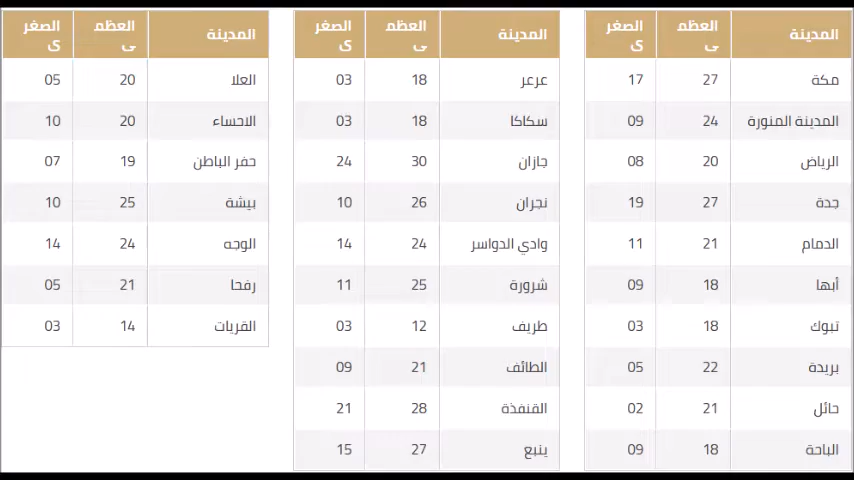 المدينة العظمى الصغرى
مكة 27 17
المدينة المنورة 24 09
الرياض 20 08
جدة 27 19
الدمام 21 11
أبها 18 09
تبوك 18 03
بريدة 22 05
حائل 21 02
الباحة 18 09
المدينة العظمى الصغرى
عرعر 18 03
سكاكا 18 03
جازان 30 24
نجران 26 10
وادي الدواسر 24 14
شرورة 25 11
طريف 12 03
الطائف 21 09
القنفذة 28 21
ينبع 27 15
المدينة العظمى الصغرى
العلا 20 05
الاحساء 20 10
حفر الباطن 19 07
بيشة 25 10
الوجه 24 14
رفحا 21 05
القريات 14 03